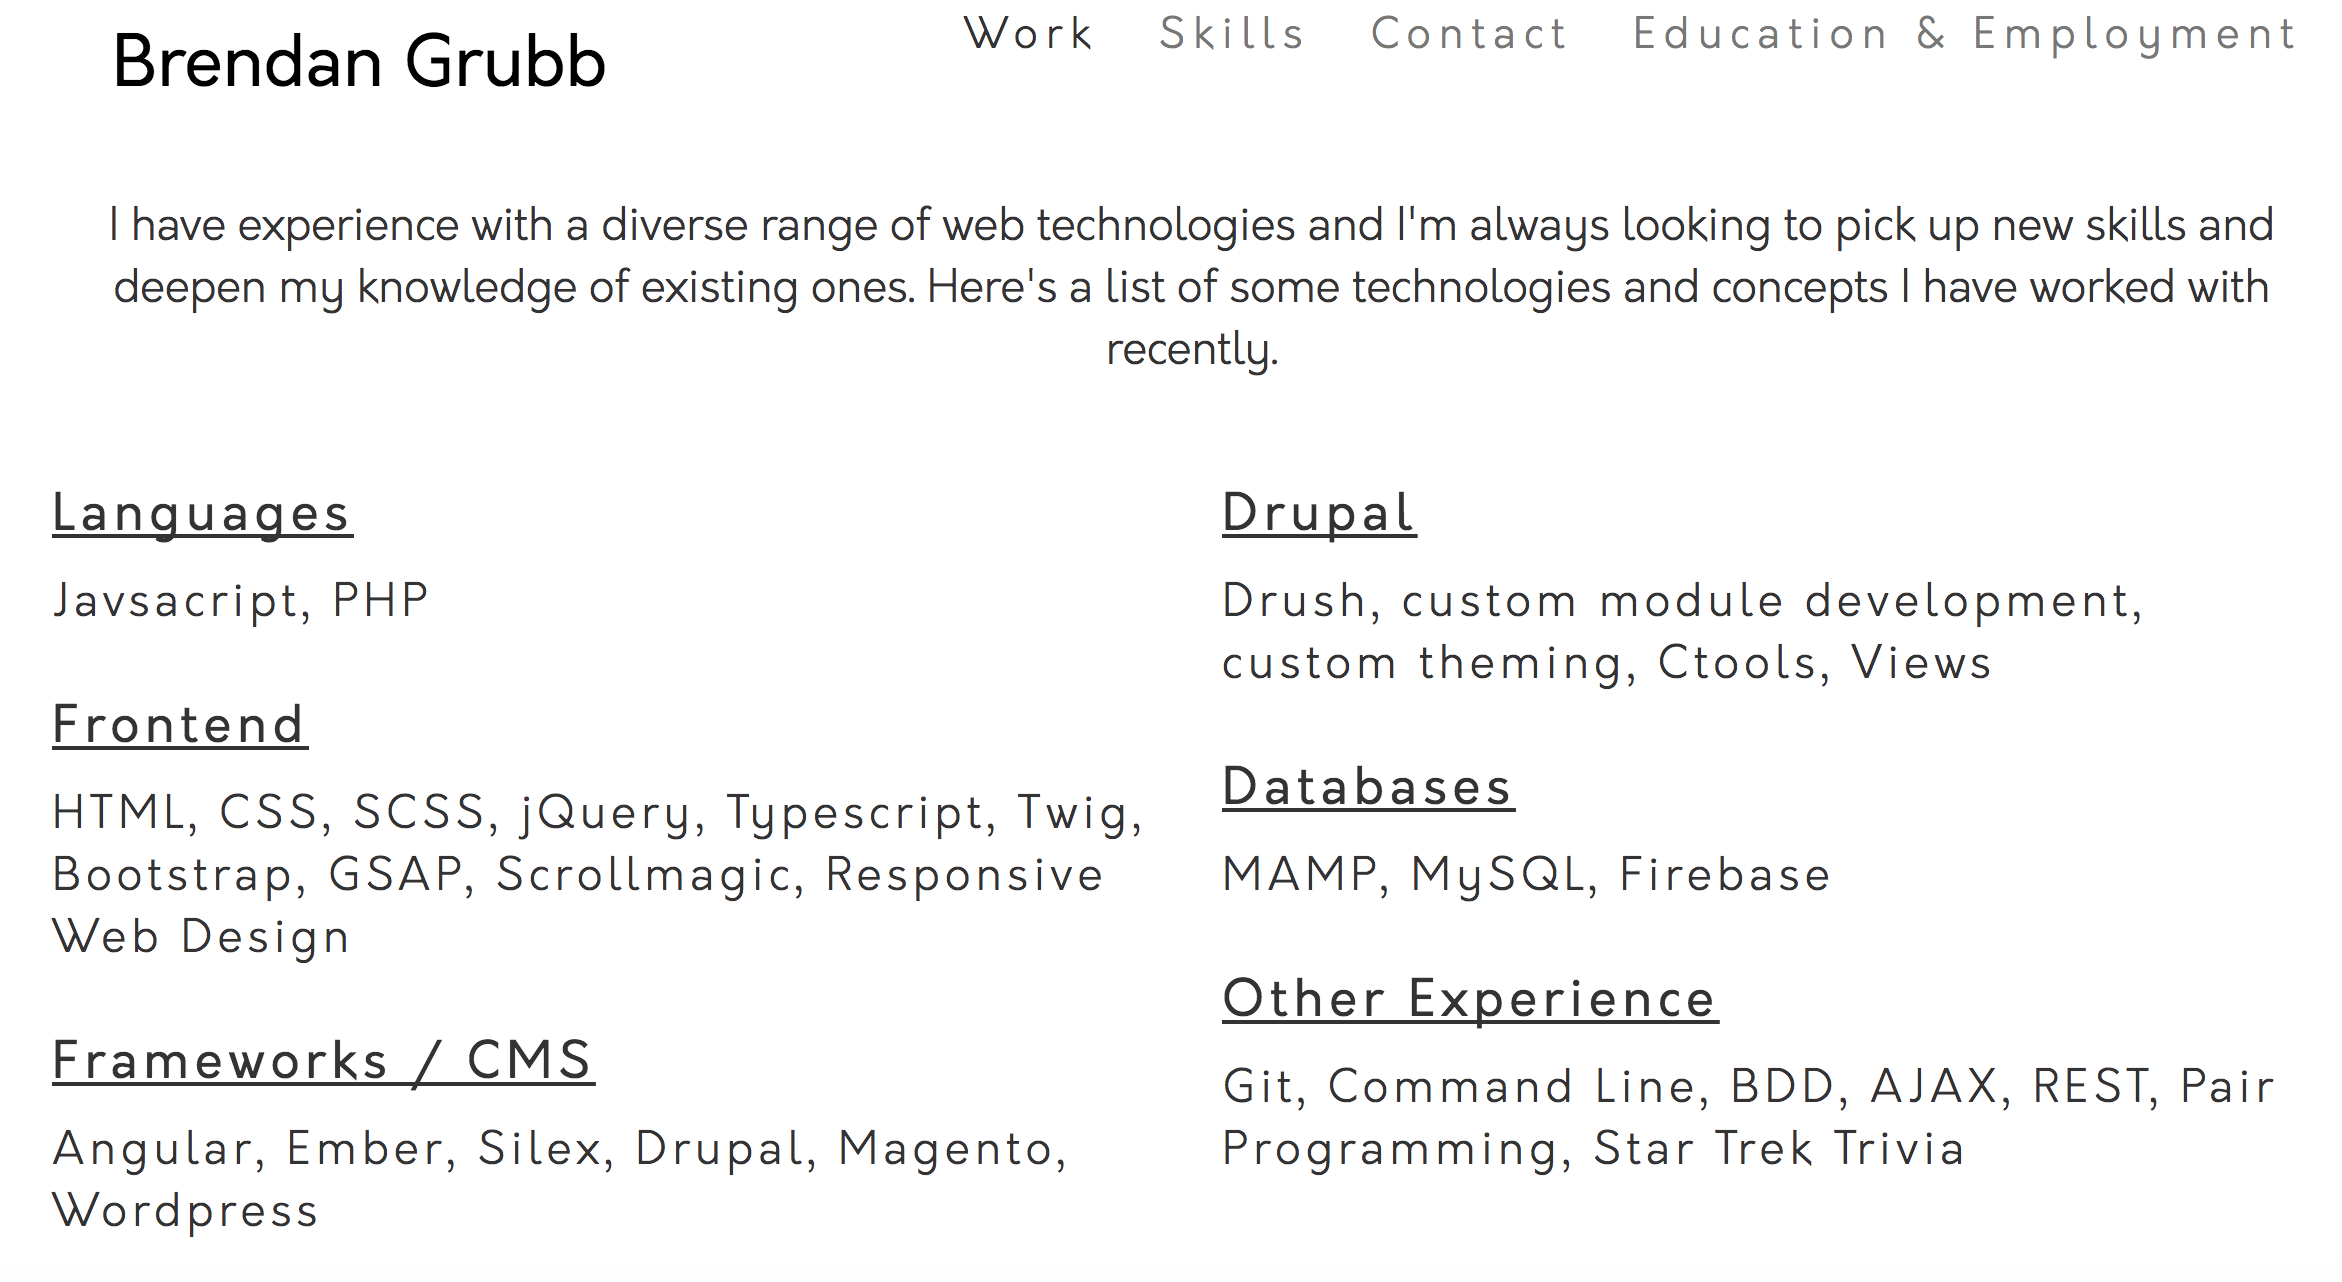 Brendan Grubb
Work Skills Contact Education & Employment
I have experience with a diverse range of web technologies and I'm always looking to pick up new skills and
deepen my knowledge of existing ones. Here's a list of some technologies and concepts I have worked with
recently.
Languages
Javsacript, PHP
Frontend
HTML, CSS, SCSS, jQuery, Typescript, Twig,
Bootstrap, GSAP, Scrollmagic, Responsive
Web Design
Frameworks / CMS
Angular, Ember, Silex, Drupal, Magento,
Wordpress
Drupal
Drush, custom module development,
custom theming, Ctools, Views
Databases
MAMP, MySQL, Firebase
Other Experience
Git, Command Line, BDD, AJAX, REST, Pair
Programming, Star Trek Trivia